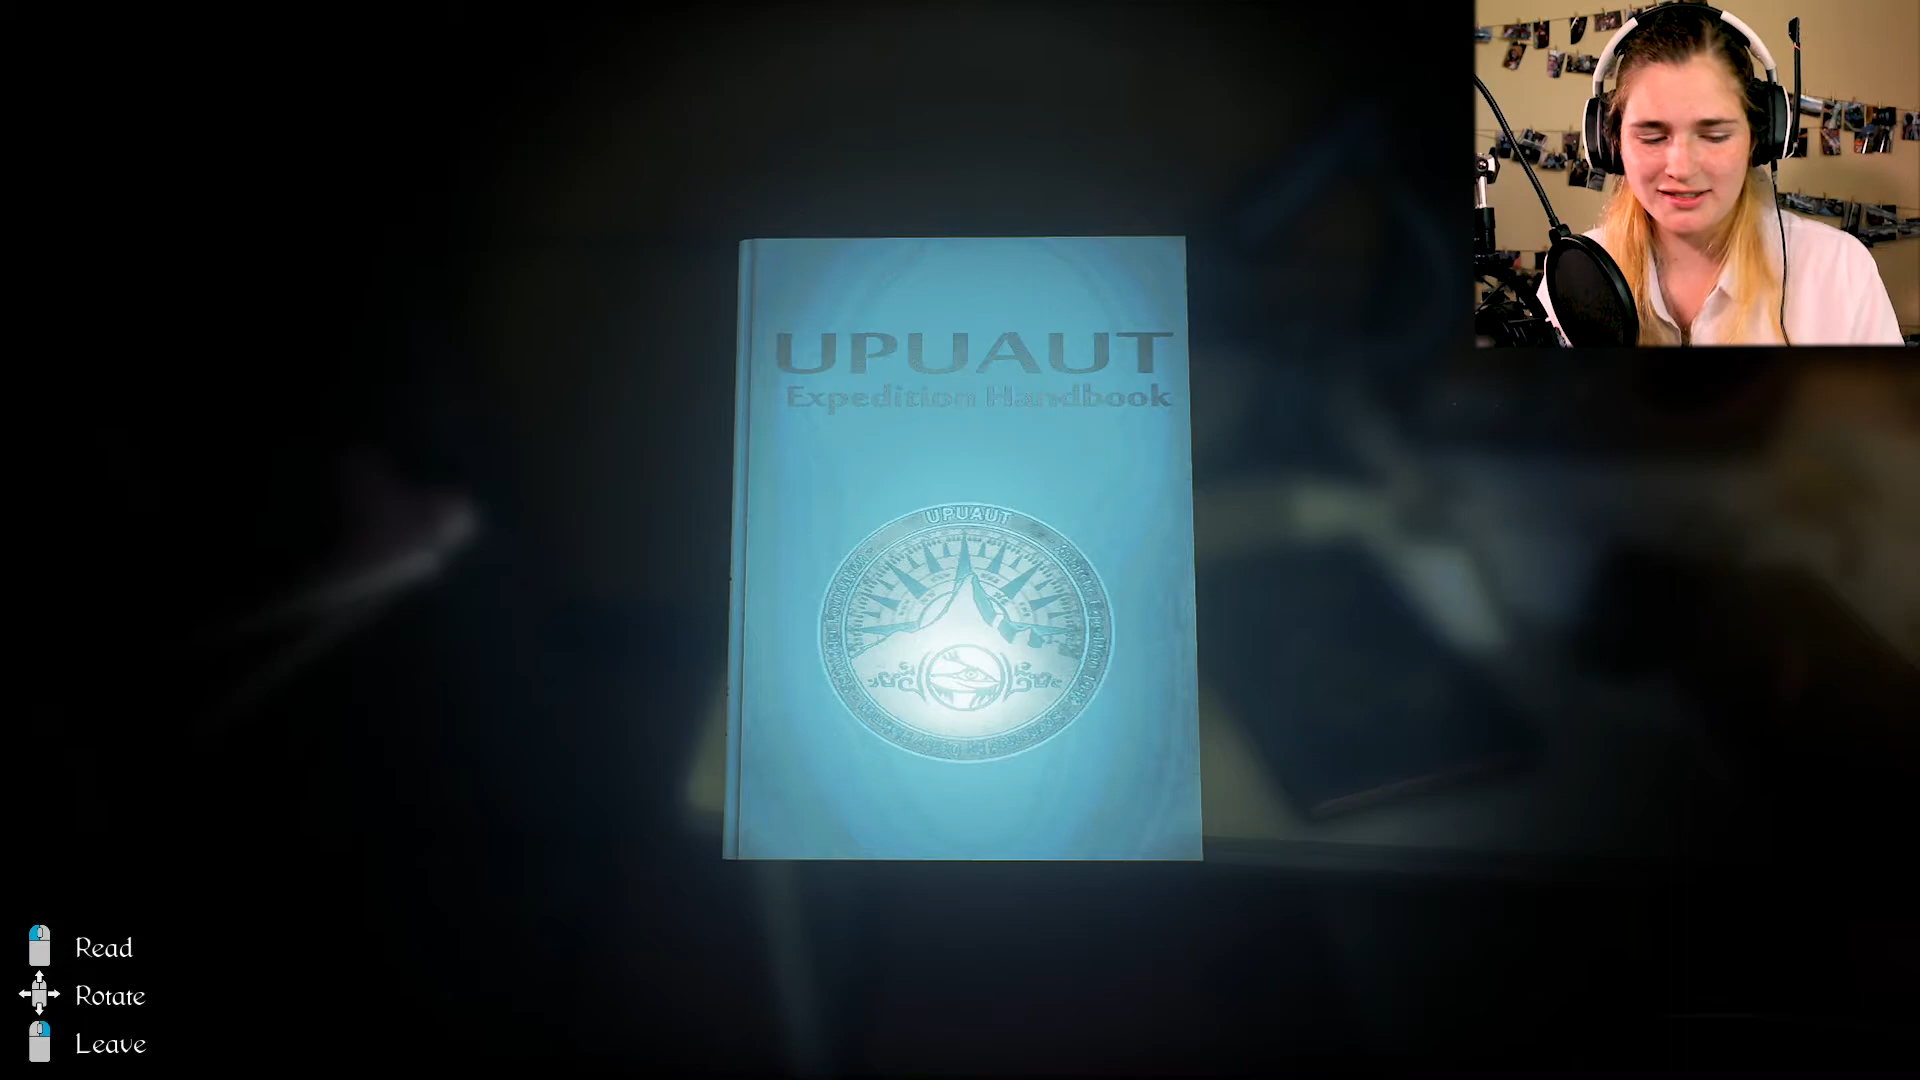 UPUAUT
Expedition Handbook
UPUAUT
Read
Rotate
Leave